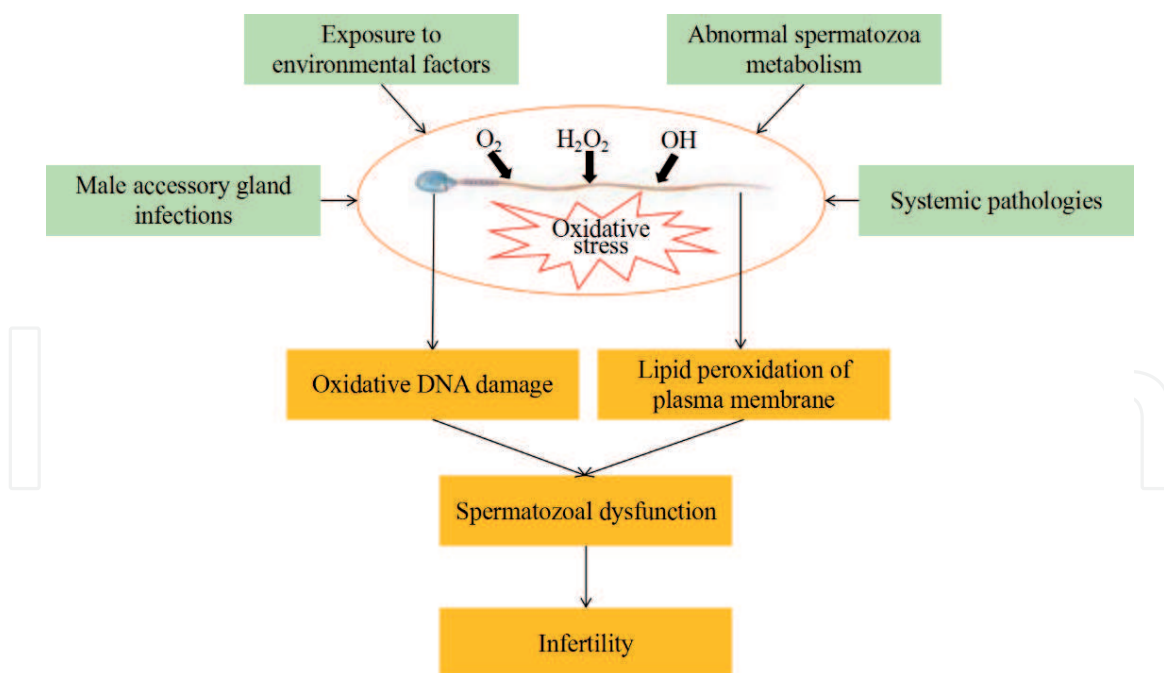 Exposure to
environmental factors
Abnormal spermatozoa
metabolism
O₂
H₂O₂
OH
Male accessory gland
infections
Systemic pathologies
Oxidative
stress
Oxidative DNA damage
Lipid peroxidation of
plasma membrane
Spermatozoal dysfunction
Infertility